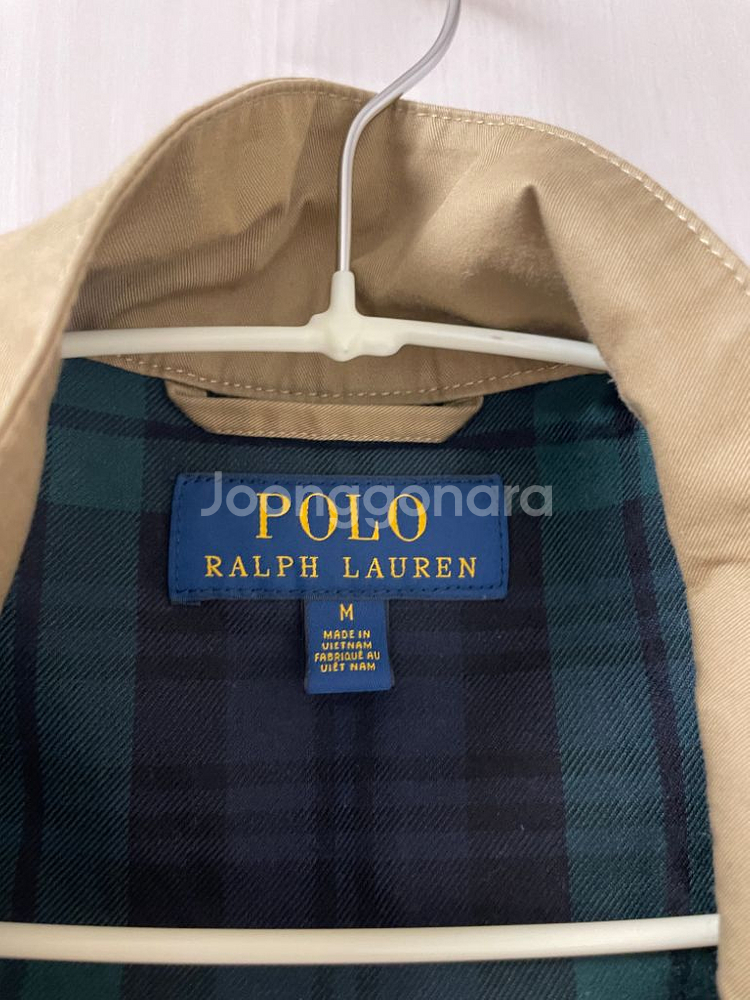 Joonggonara
POLO
RALPH LAUREN
M
MADE IN
VIETNAM
FABRIQUÉ AU
VIÊT NAM